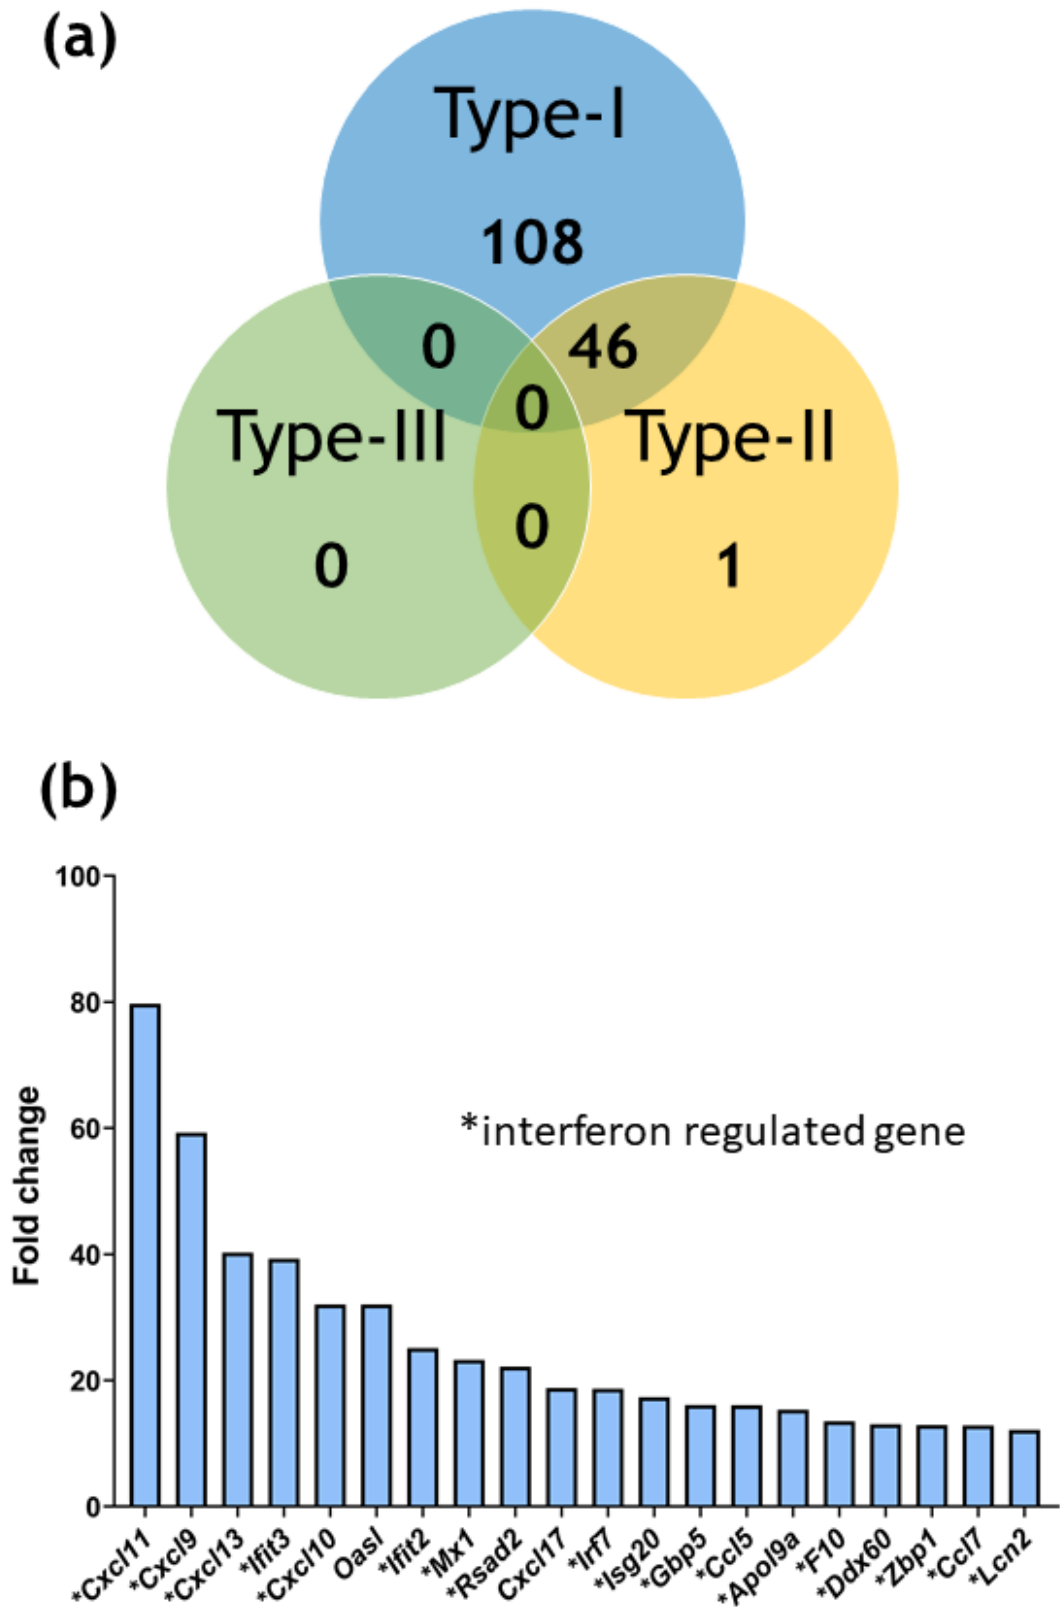 (a)
Type-I
108
0
46
0
Type-III
Type-II
0
0
1
(b)
100
80
60
40
20
0
Fold change
*interferon regulated gene
*Cxcl11
*Cxcl9
*Cxcl13
*Ifit3
*Cxcl10
Oasl
*Ifit2
*Mx1
*Rsad2
Cxcl17
*Irf7
*Isg20
*Gbp5
*Ccl5
*Apol9a
*F10
*Ddx60
*Zbp1
*Ccl7
*Lcn2